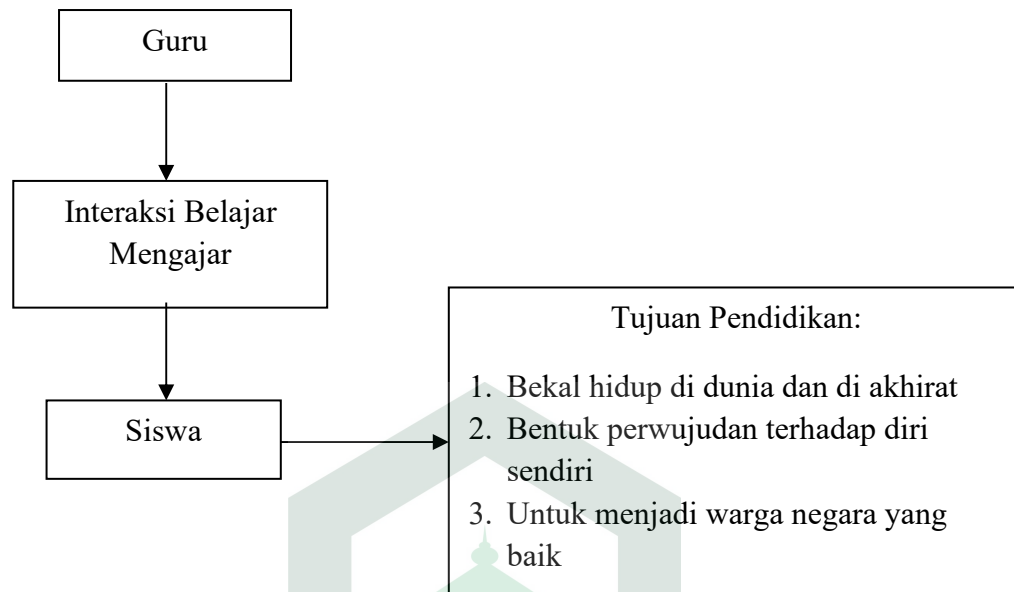 Guru
Interaksi Belajar
Mengajar
Siswa
Tujuan Pendidikan:
1. Bekal hidup di dunia dan di akhirat
2. Bentuk perwujudan terhadap diri
sendiri
3. Untuk menjadi warga negara yang
baik